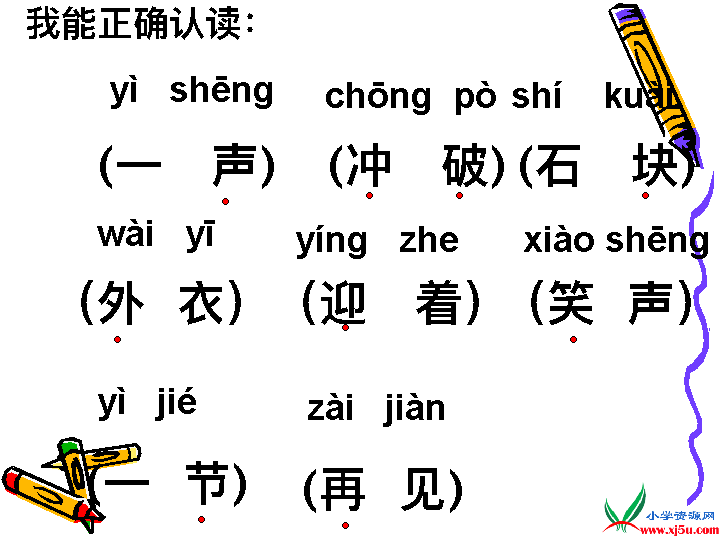 我能正确认读：
yì shēng chōng pò shí kuài
(一 声) (冲 破) (石 块)
wài yī yíng zhe xiào shēng
(外 衣) (迎 着) (笑 声)
yì jié zài jiàn
(一 节) (再 见)
小学资源网
www.xj5u.com